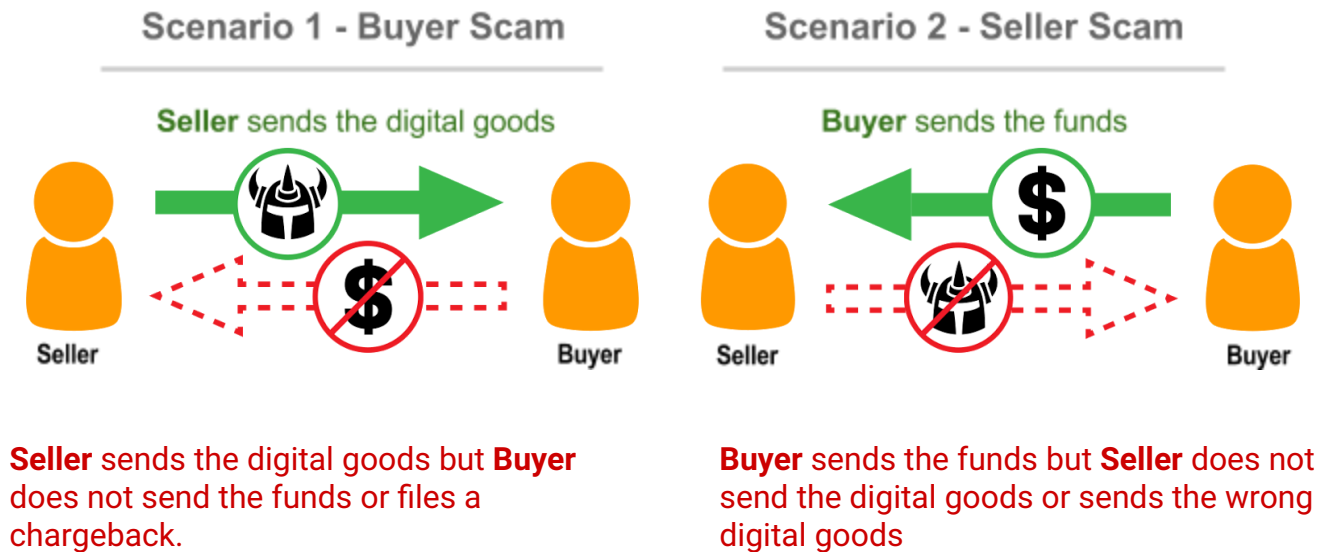 Scenario 1 - Buyer Scam
Seller sends the digital goods
$
Seller
Buyer
Seller sends the digital goods but Buyer
does not send the funds or files a
chargeback.
Scenario 2 - Seller Scam
Buyer sends the funds
$
Seller
Buyer
Buyer sends the funds but Seller does not
send the digital goods or sends the wrong
digital goods